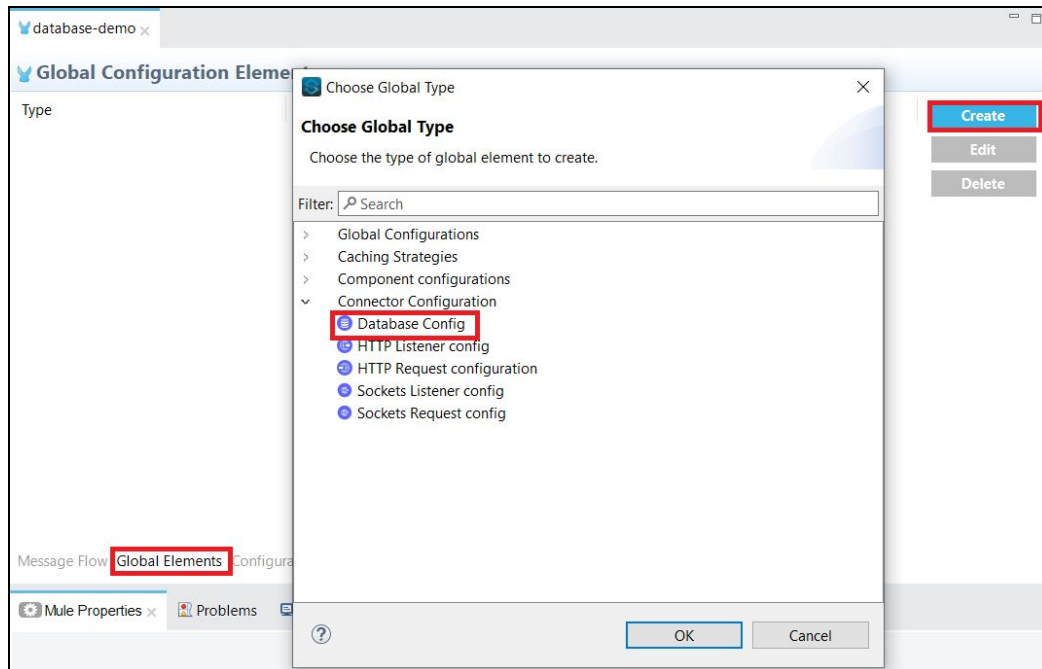 database-demo
Global Configuration Eleme
Type
Create
Edit
Delete
Choose Global Type
Choose Global Type
Choose the type of global element to create.
Filter: Search
Global Configurations
Caching Strategies
Component configurations
Connector Configuration
Database Config
HTTP Listener config
HTTP Request configuration
Sockets Listener config
Sockets Request config
Message Flow Global Elements Configura
Mule Properties Problems
OK Cancel